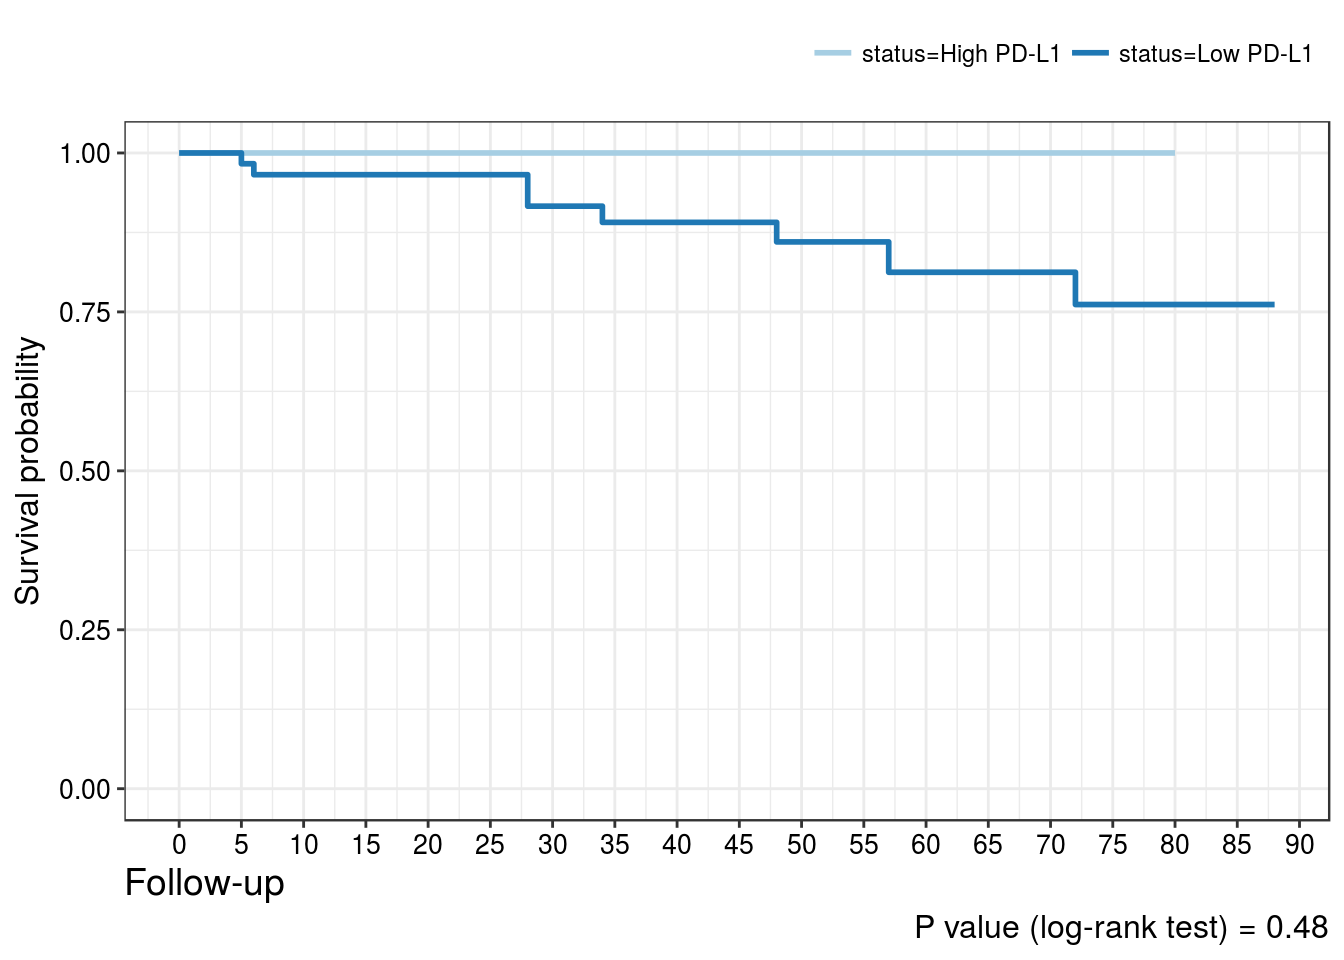 status=High PD-L1 status=Low PD-L1
1.00
0.75
0.50
0.25
0.00
Survival probability
0 5 10 15 20 25 30 35 40 45 50 55 60 65 70 75 80 85 90
Follow-up
P value (log-rank test) = 0.48